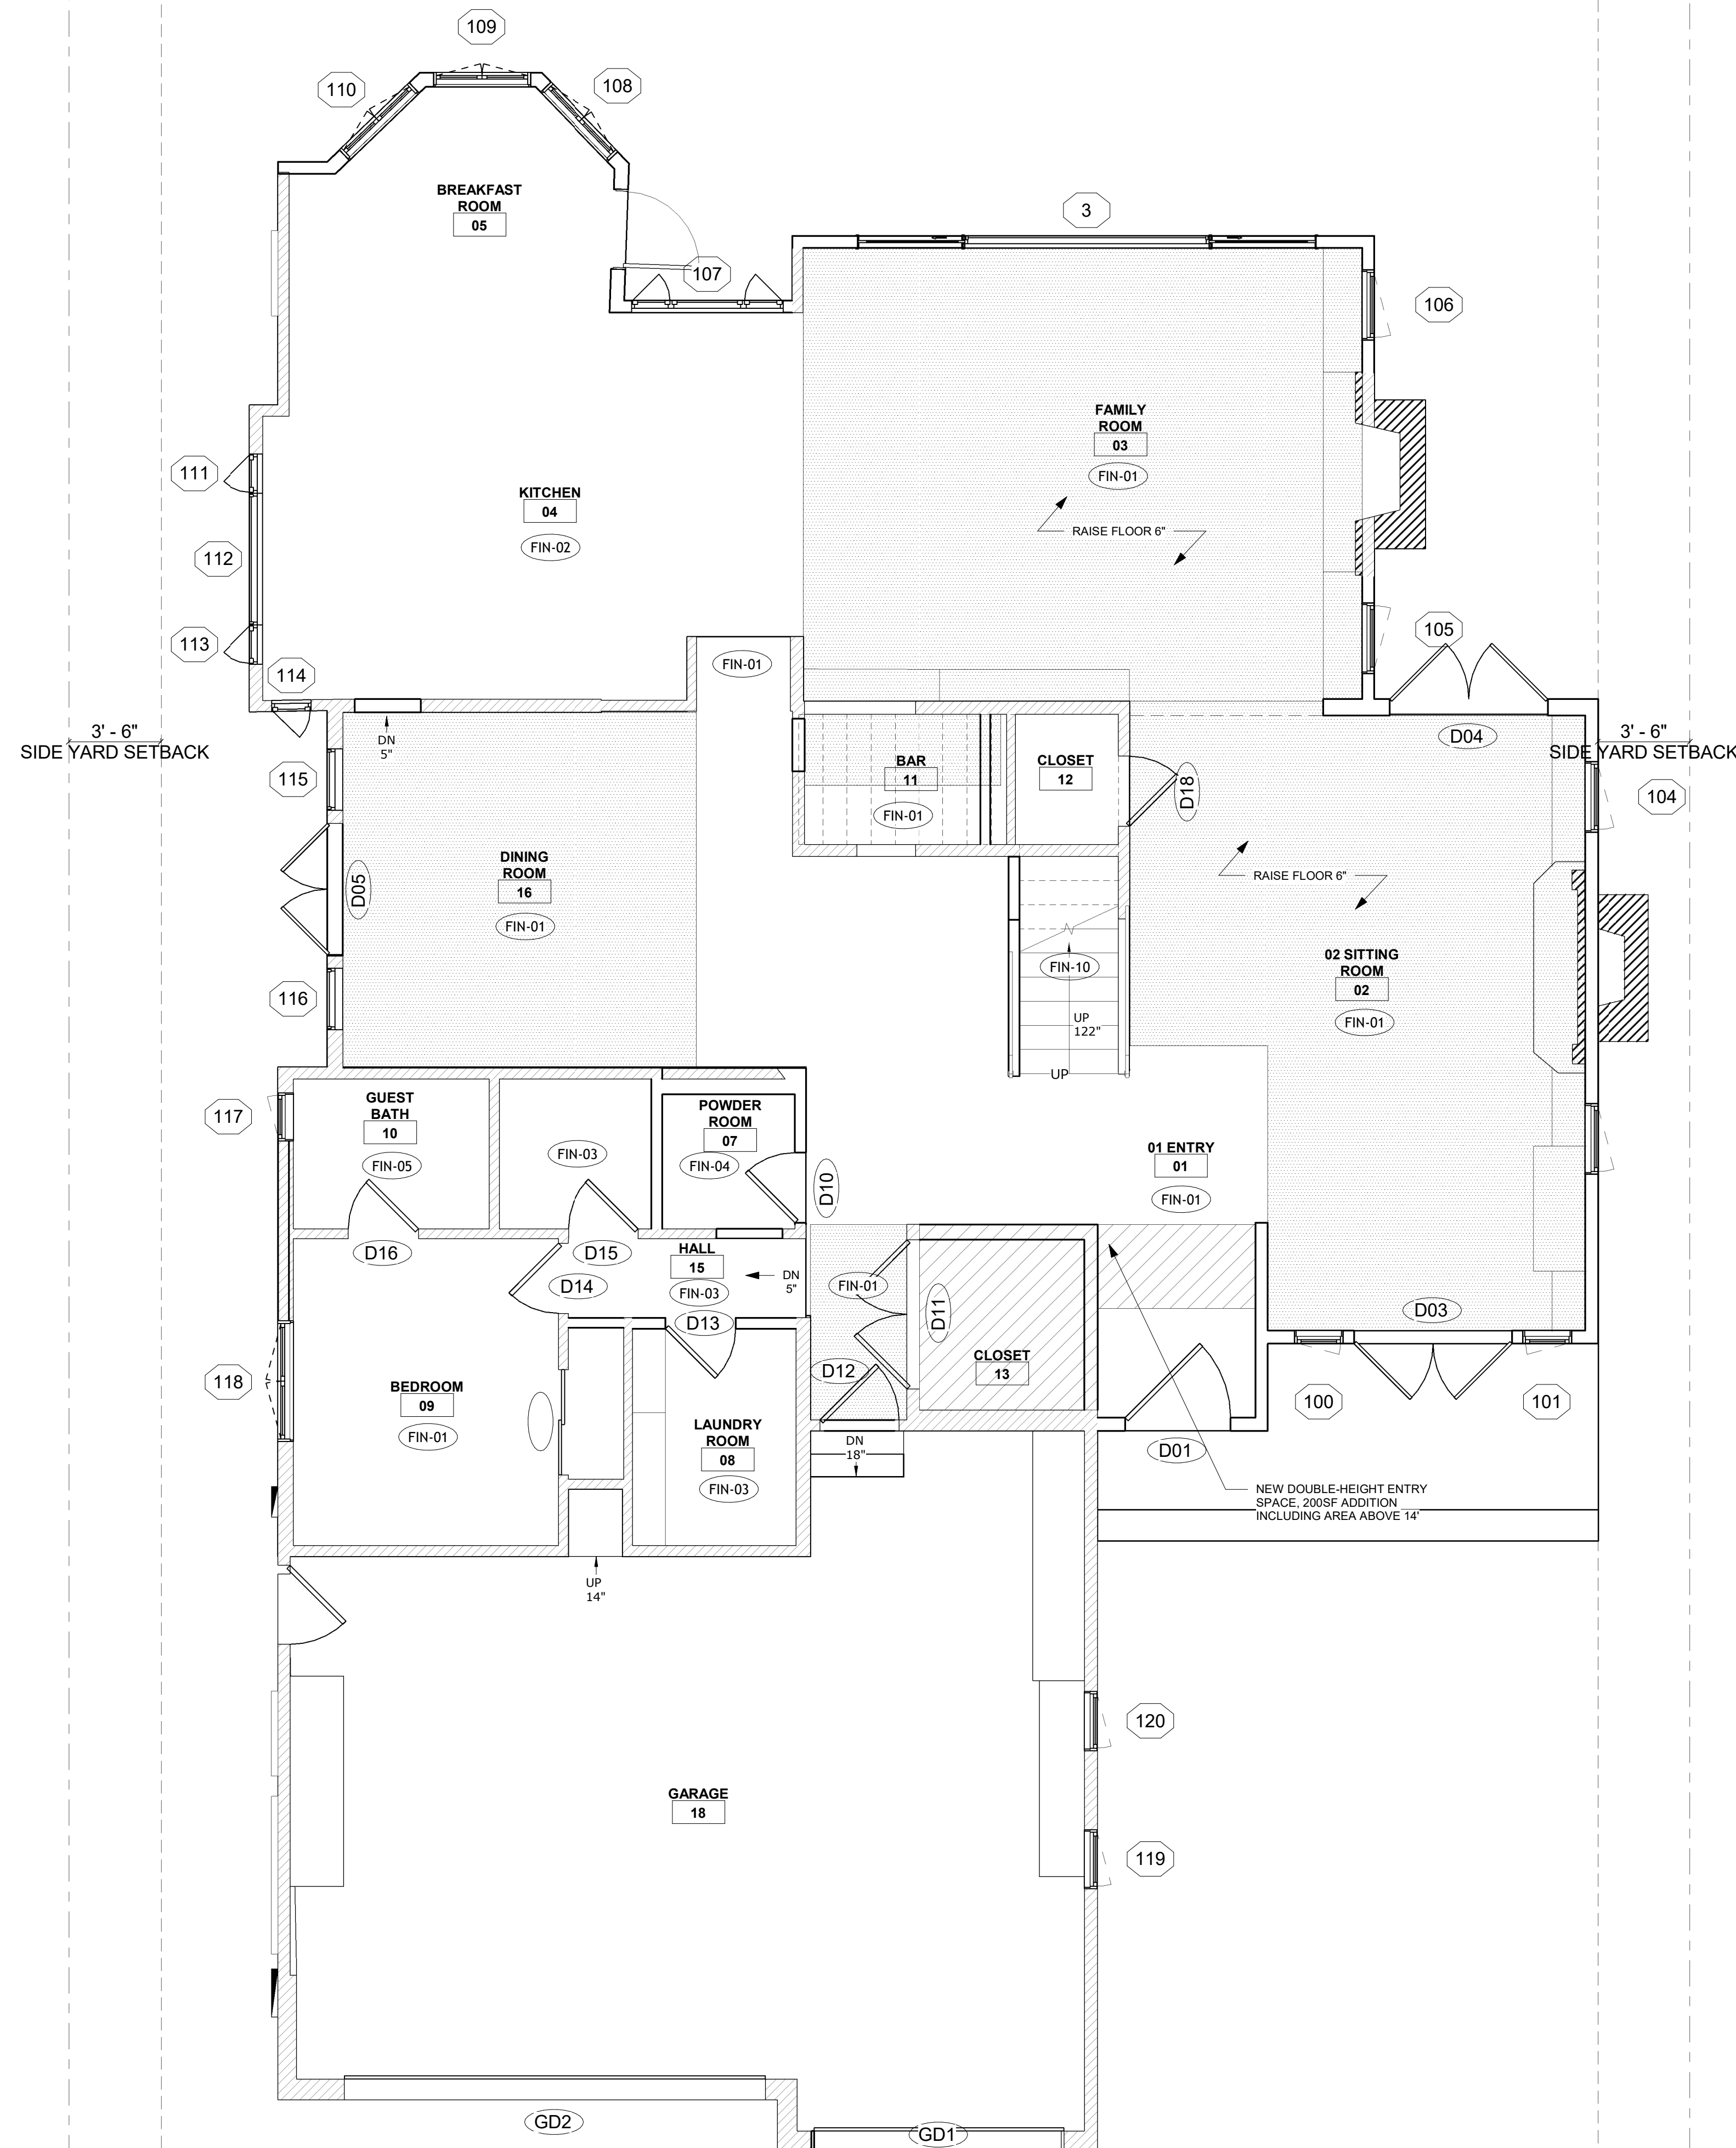 109
110
108
BREAKFAST
ROOM
05
3
107
106
FAMILY
ROOM
03
FIN-01
RAISE FLOOR 6"
111
KITCHEN
04
FIN-02
112
113
114
FIN-01
105
3' - 6"
SIDE YARD SETBACK
DN
5"
D04
3' - 6"
SIDE YARD SETBACK
115
BAR
11
FIN-01
CLOSET
12
D18
104
DINING
ROOM
16
FIN-01
D05
RAISE FLOOR 6"
116
FIN-10
UP
122"
UP
02 SITTING
ROOM
02
FIN-01
117
GUEST
BATH
10
FIN-05
FIN-03
POWDER
ROOM
07
FIN-04
D10
01 ENTRY
01
FIN-01
D16
D15
D14
HALL
15
FIN-03
DN
5"
D13
FIN-01
D11
D12
D03
118
BEDROOM
09
FIN-01
CLOSET
13
100
101
LAUNDRY
ROOM
08
FIN-03
DN
18"
D01
NEW DOUBLE-HEIGHT ENTRY
SPACE, 200SF ADDITION
INCLUDING AREA ABOVE 14'
UP
14"
120
GARAGE
18
119
GD2
GD1